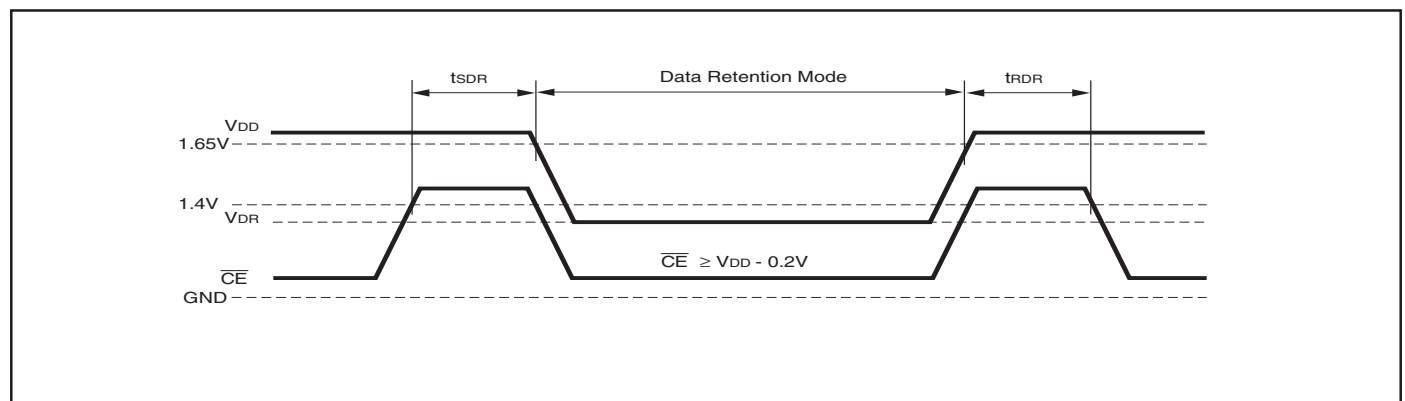 tSDR Data Retention Mode tRDR
VDD
1.65V
1.4V
VDR
CE ≥ VDD - 0.2V
CE
GND